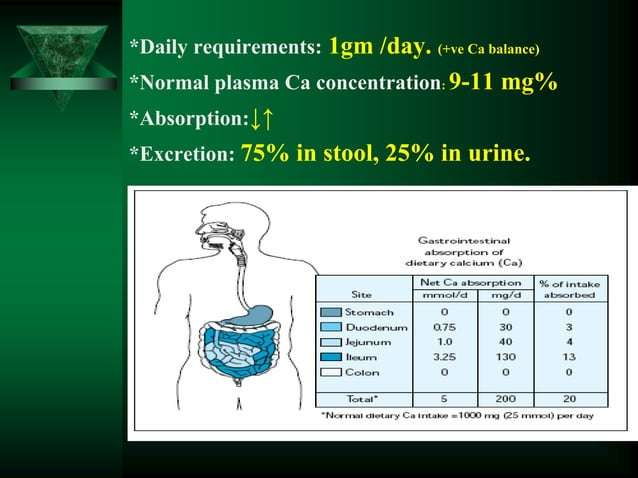 *Daily requirements: 1gm /day. (+ve Ca balance)
*Normal plasma Ca concentration: 9-11 mg%
*Absorption:↓↑
*Excretion: 75% in stool, 25% in urine.
Gastrointestinal
absorption of
dietary calcium (Ca)
Net Ca absorption % of intake
Site mmol/d mg/d absorbed
Stomach 0 0 0
Duodenum 0.75 30 3
Jejunum 1.0 40 4
Ileum 3.25 130 13
Colon 0 0 0
Total* 5 200 20
*Normal dietary Ca intake =1000 mg (25 mmol) per day